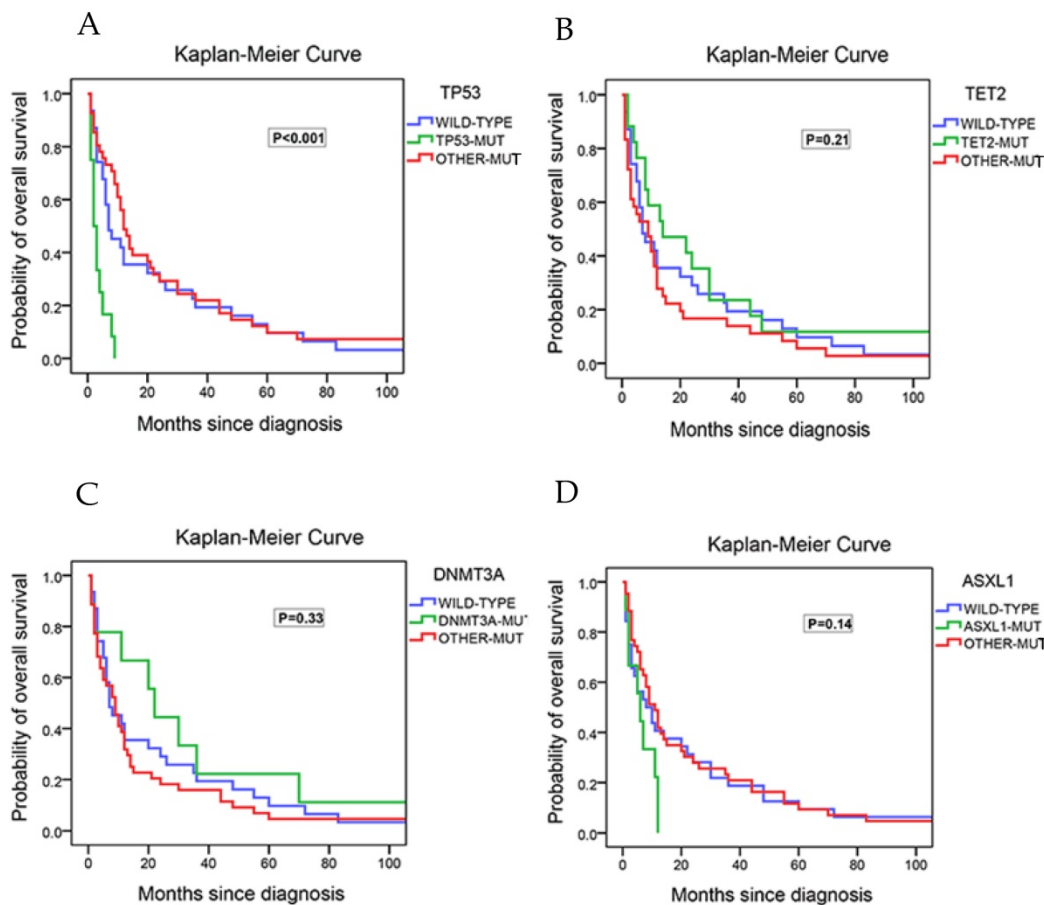 A
Kaplan-Meier Curve
TP53
WILD-TYPE
TP53-MUT
OTHER-MUT
P<0.001
1.0
0.8
0.6
0.4
0.2
0.0
Probability of overall survival
0 20 40 60 80 100
Months since diagnosis
B
Kaplan-Meier Curve
TET2
WILD-TYPE
TET2-MUT
OTHER-MUT
P=0.21
1.0
0.8
0.6
0.4
0.2
0.0
Probability of overall survival
0 20 40 60 80 100
Months since diagnosis
C
Kaplan-Meier Curve
DNMT3A
WILD-TYPE
DNMT3A-MU
OTHER-MUT
P=0.33
1.0
0.8
0.6
0.4
0.2
0.0
Probability of overall survival
0 20 40 60 80 100
Months since diagnosis
D
Kaplan-Meier Curve
ASXL1
WILD-TYPE
ASXL1-MUT
OTHER-MUT
P=0.14
1.0
0.8
0.6
0.4
0.2
0.0
Probability of overall survival
0 20 40 60 80 100
Months since diagnosis